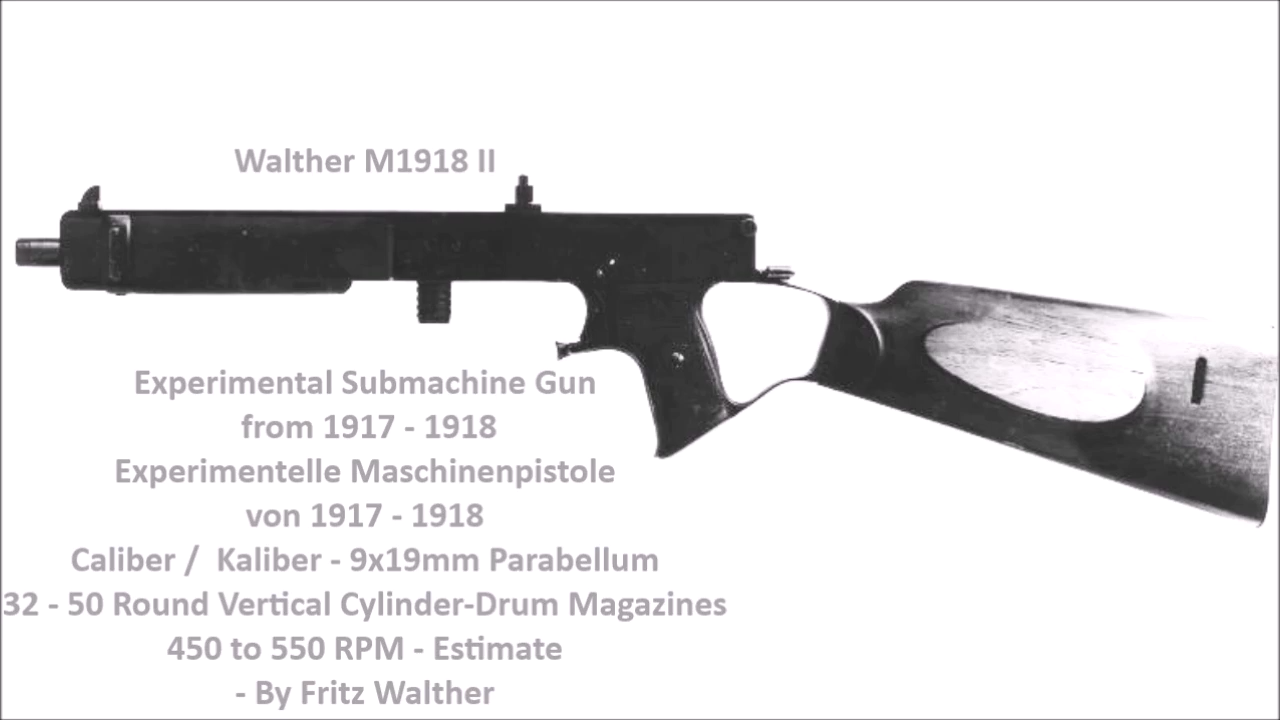 Walther M1918 II
Experimental Submachine Gun
from 1917 - 1918
Experimentelle Maschinenpistole
von 1917 - 1918
Caliber /  Kaliber - 9x19mm Parabellum
32 - 50 Round Vertical Cylinder-Drum Magazines
450 to 550 RPM - Estimate
- By Fritz Walther